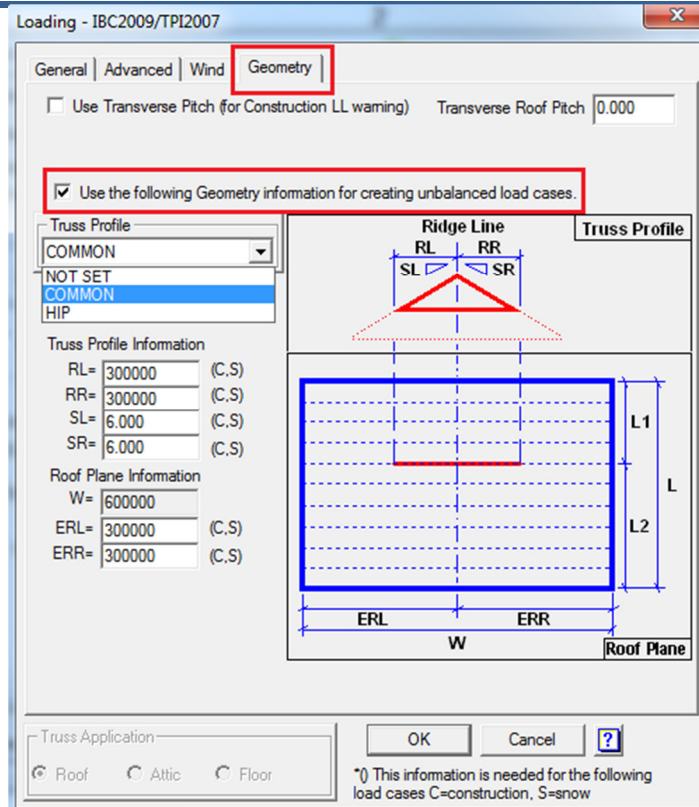 Loading - IBC2009/TPI2007
General Advanced Wind Geometry
Use Transverse Pitch (for Construction LL warning) Transverse Roof Pitch 0.000
Use the following Geometry information for creating unbalanced load cases.
Truss Profile
COMMON
NOT SET
COMMON
HIP
Truss Profile Information
RL= 300000 (C,S)
RR= 300000 (C,S)
SL= 6.000 (C,S)
SR= 6.000 (C,S)
Roof Plane Information
W= 600000
ERL= 300000 (C,S)
ERR= 300000 (C,S)
Ridge Line
Truss Profile
RL RR
SL SR
L1
L
L2
ERL ERR
W
Roof Plane
Truss Application
Roof Attic Floor
OK Cancel ?
*() This information is needed for the following
load cases C=construction, S=snow